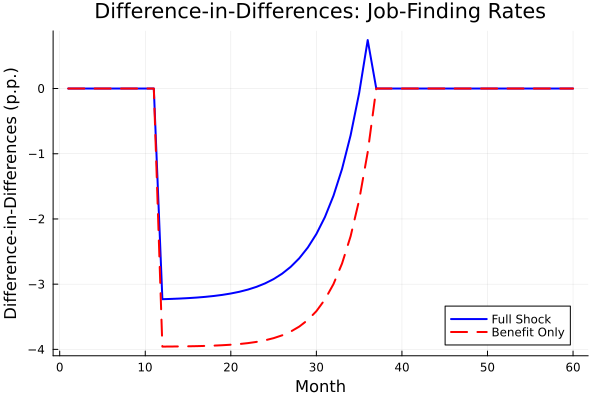 Difference-in-Differences: Job-Finding Rates
Difference-in-Differences (p.p.)
0
−1
−2
−3
−4
Full Shock
Benefit Only
0 10 20 30 40 50 60
Month